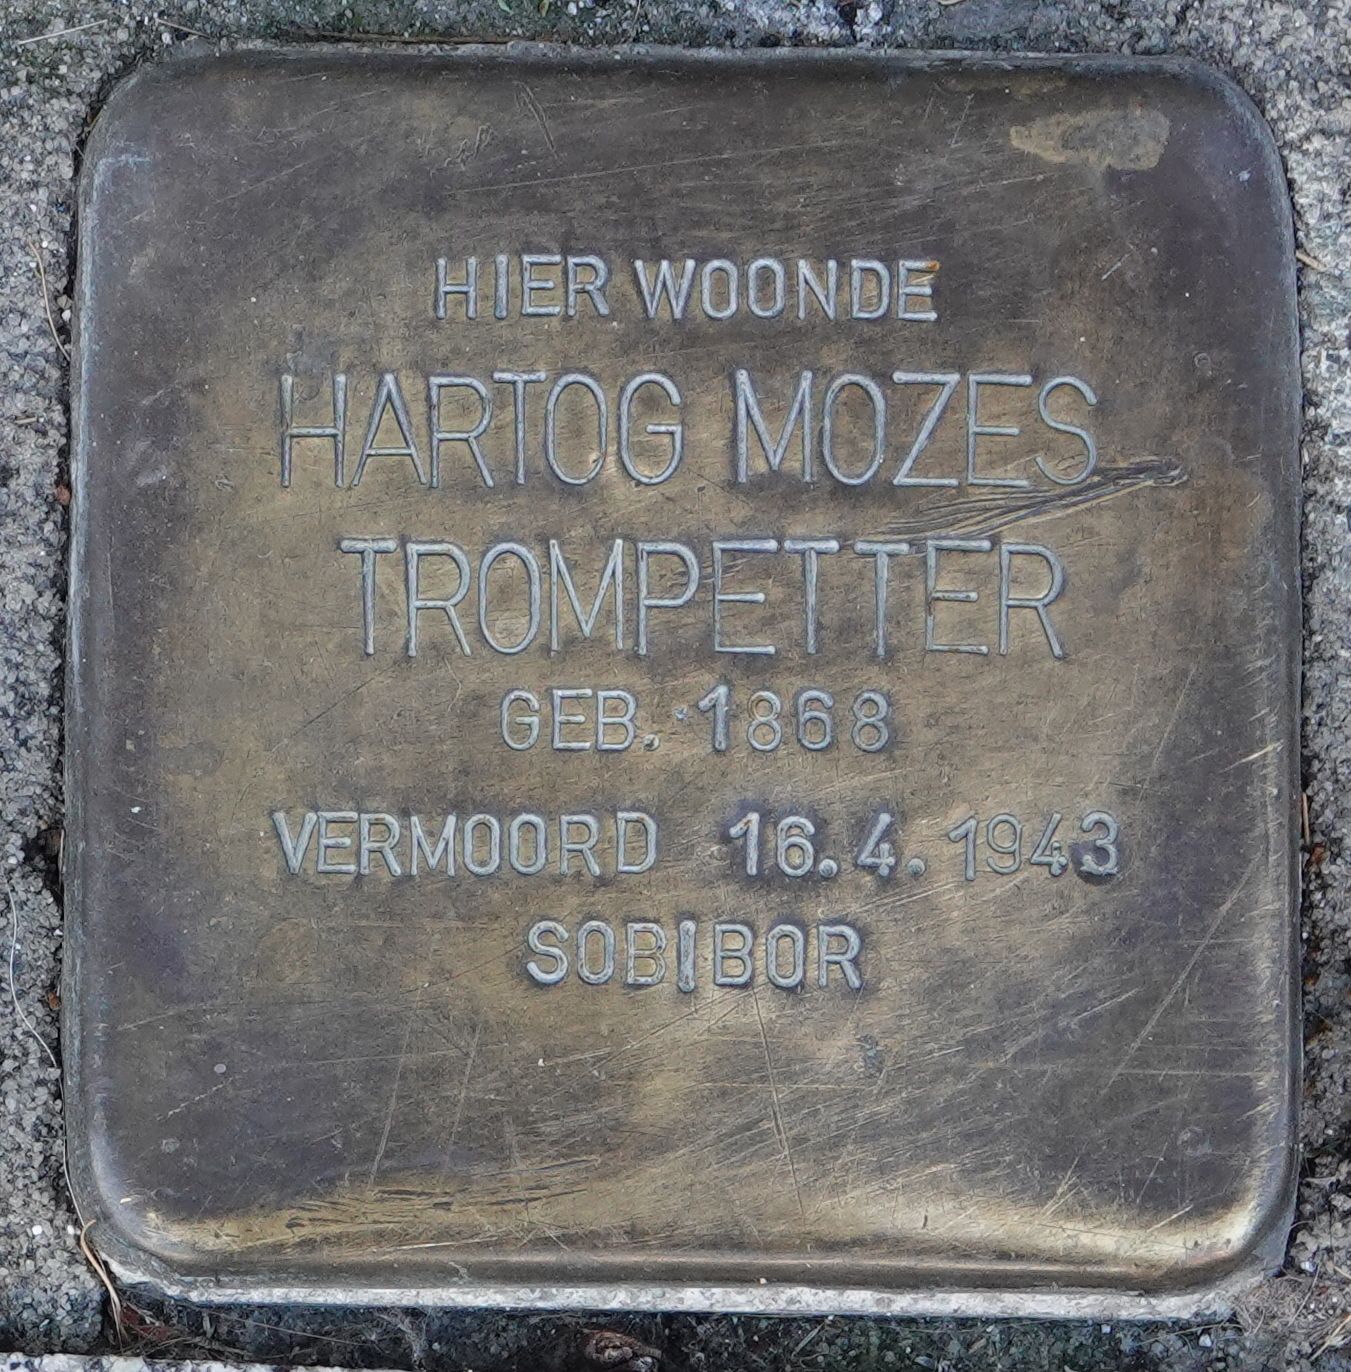 HIER WOONDE
HARTOG MOZES
TROMPETTER
GEB. 1868
VERMOORD 16.4.1943
SOBIBOR